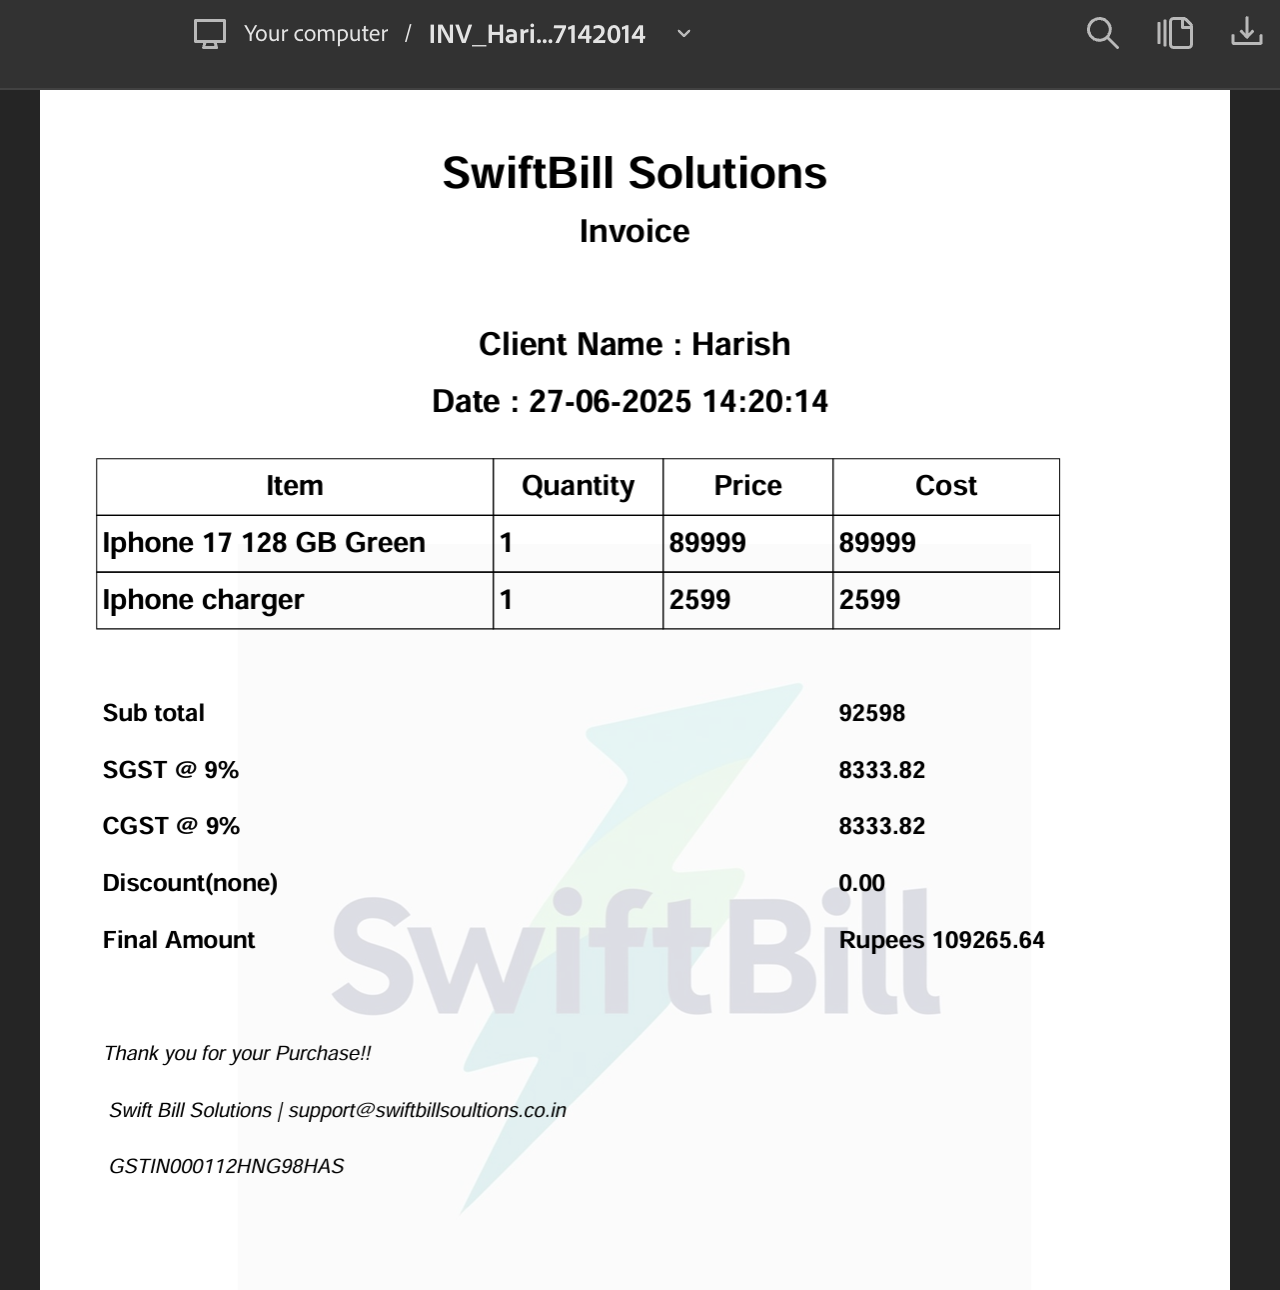 Your computer / INV_Hari...7142014
SwiftBill Solutions
Invoice
Client Name : Harish
Date : 27-06-2025 14:20:14
Item Quantity Price Cost
Iphone 17 128 GB Green 1 89999 89999
Iphone charger 1 2599 2599
Sub total 92598
SGST @ 9% 8333.82
CGST @ 9% 8333.82
Discount(none) 0.00
Final Amount Rupees 109265.64
SwiftBill
Thank you for your Purchase!!
Swift Bill Solutions | support@swiftbillsoultions.co.in
GSTIN000112HNG98HAS